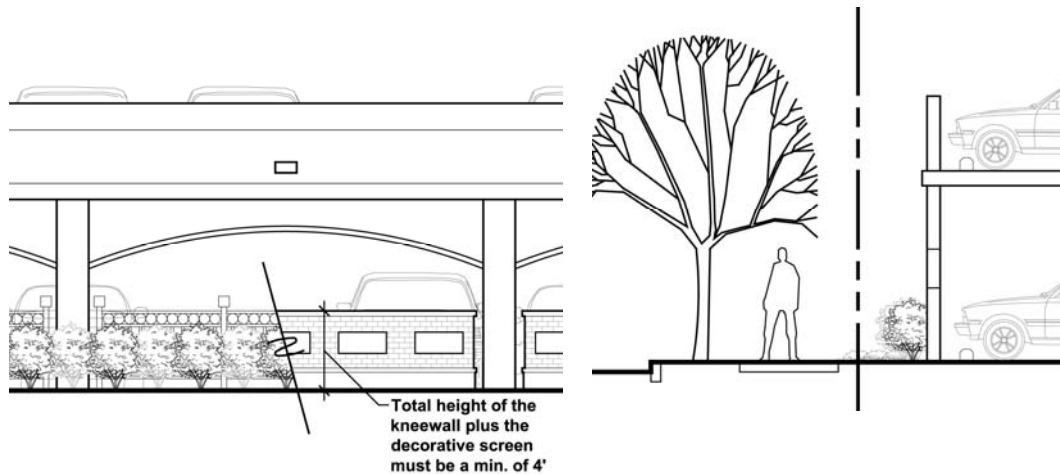 Total height of the
kneewall plus the
decorative screen
must be a min. of 4'